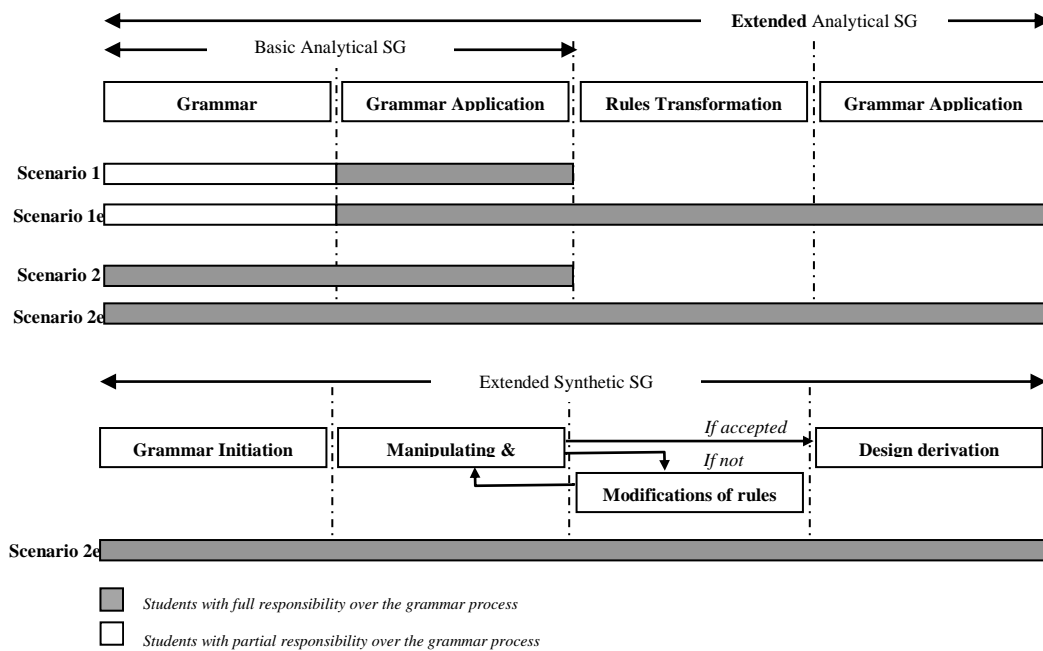 Extended Analytical SG
Basic Analytical SG
Grammar
Grammar Application
Rules Transformation
Grammar Application
Scenario 1
Scenario 1e
Scenario 2
Scenario 2e
Extended Synthetic SG
Grammar Initiation
Manipulating &
If accepted
If not
Design derivation
Modifications of rules
Scenario 2e
Students with full responsibility over the grammar process
Students with partial responsibility over the grammar process